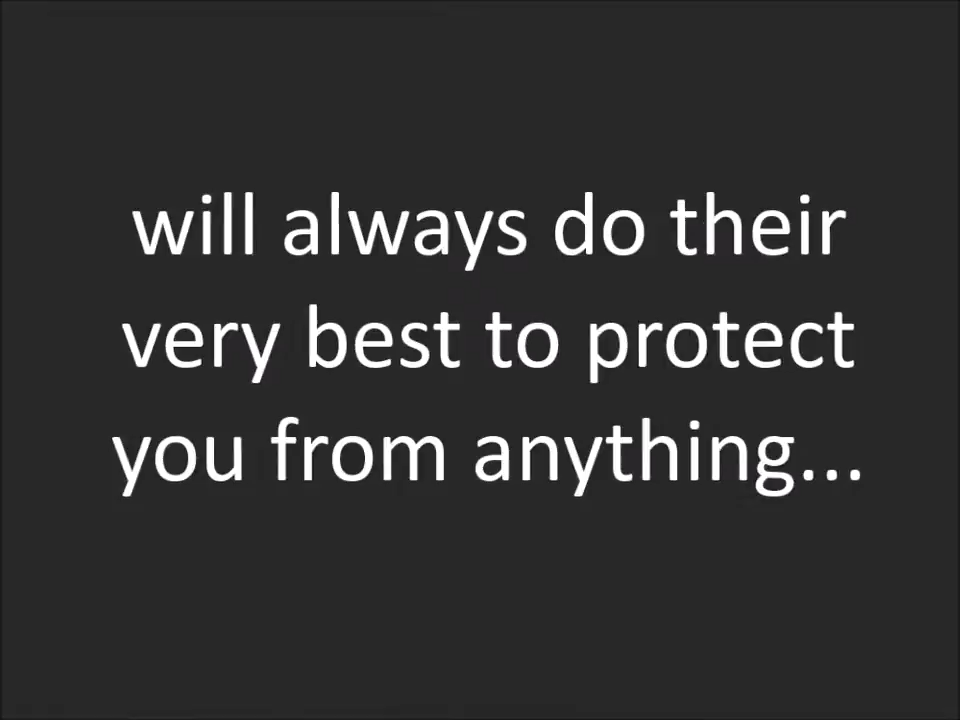 will always do their
very best to protect
you from anything...